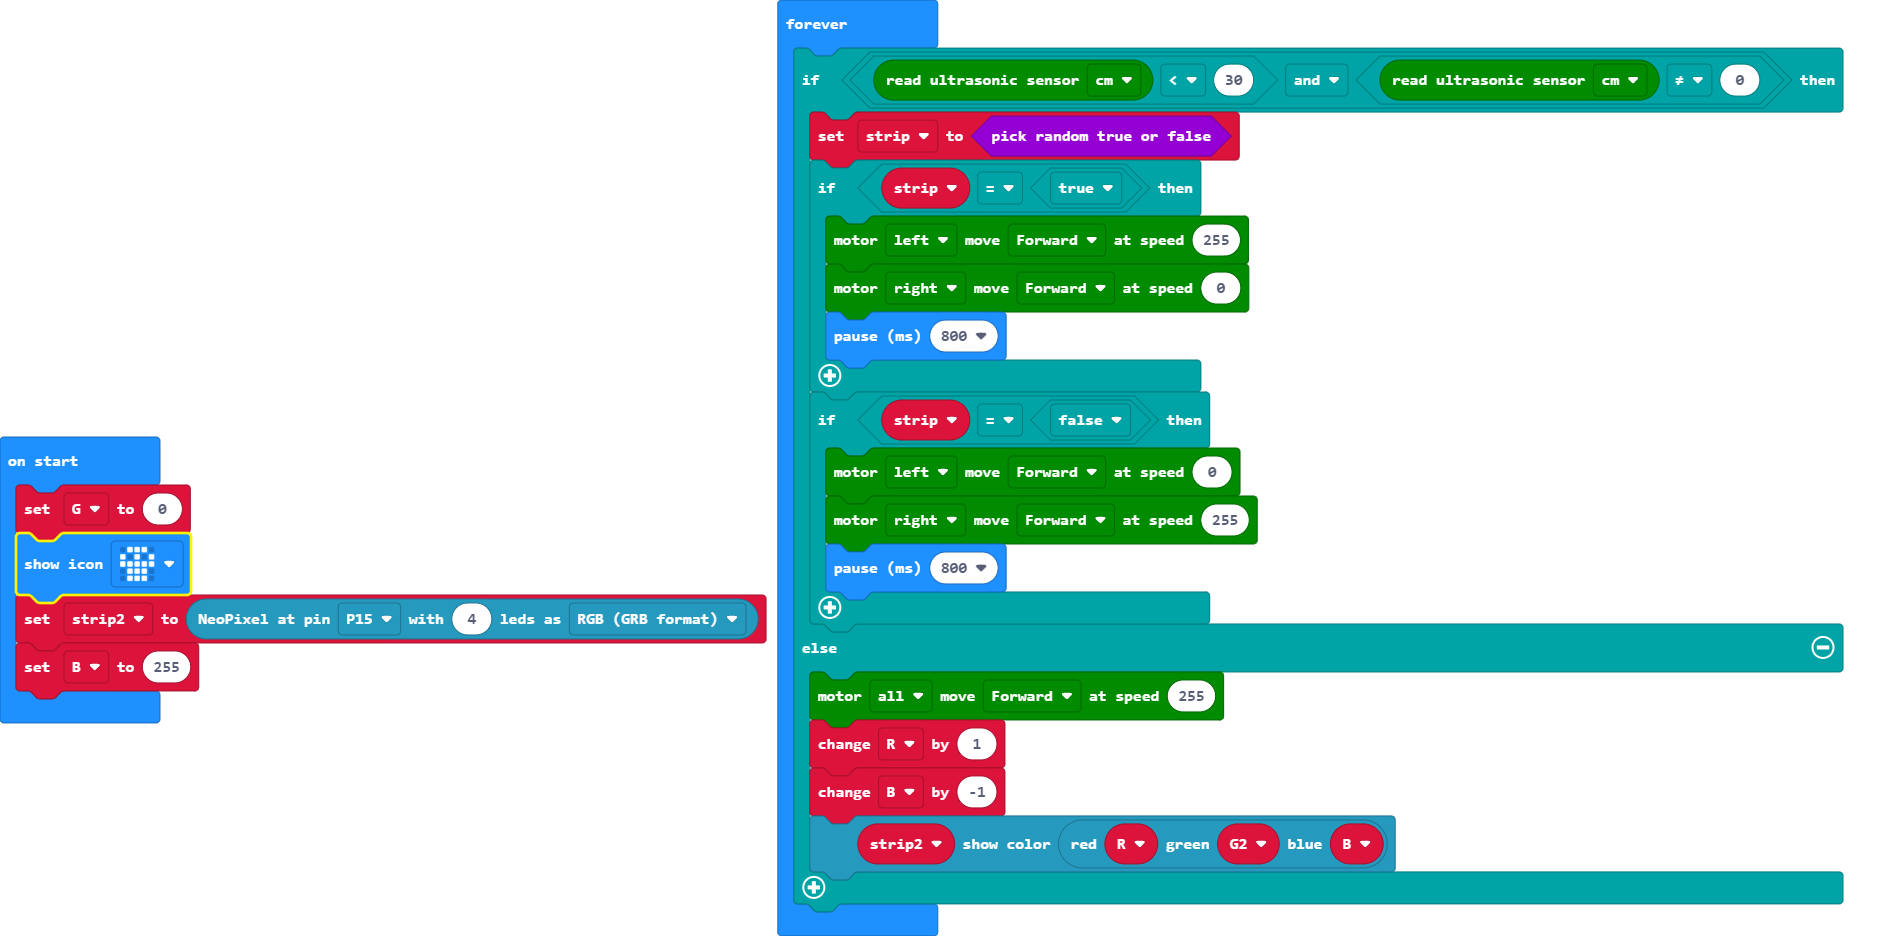 forever
if read ultrasonic sensor cm < 30 and read ultrasonic sensor cm ≠ 0 then
set strip to pick random true or false
if strip = true then
motor left move Forward at speed 255
motor right move Forward at speed 0
pause (ms) 800
if strip = false then
motor left move Forward at speed 0
motor right move Forward at speed 255
pause (ms) 800
else
motor all move Forward at speed 255
change R by 1
change B by -1
strip2 show color red R green G2 blue B
on start
set G to 0
show icon
set strip2 to NeoPixel at pin P15 with 4 leds as RGB (GRB format)
set B to 255